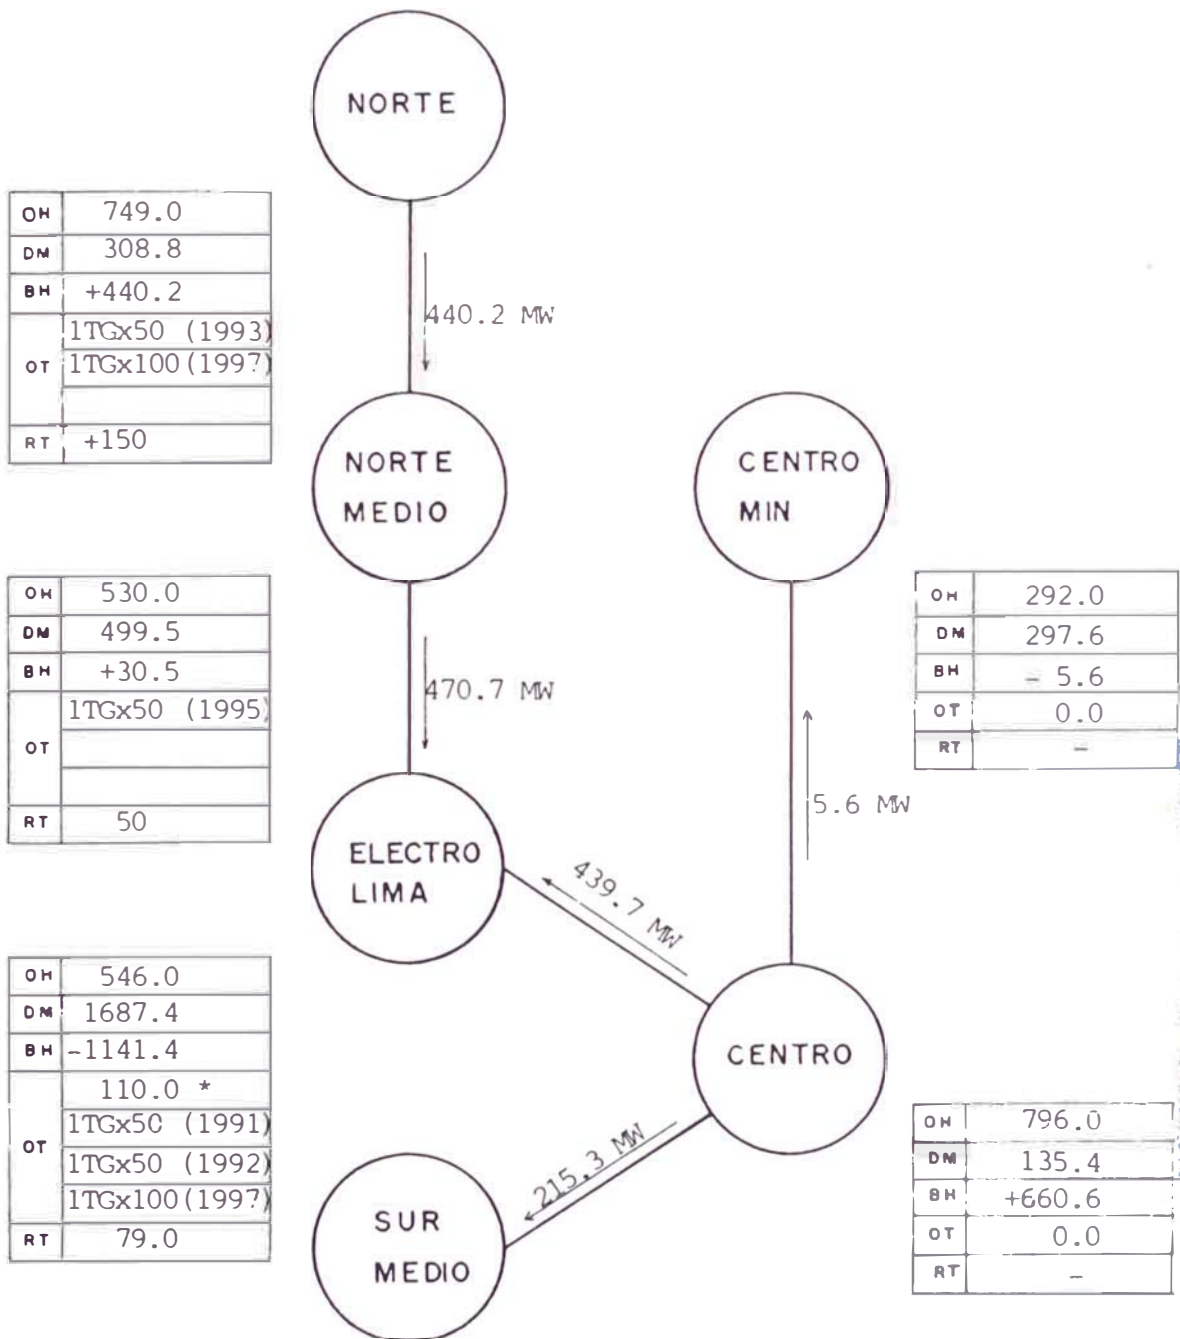 NORTE
OH 749.0
DM 308.8
BH +440.2
OT 1TGx50 (1993)
1TGx100(1997)
RT +150
440.2 MW
NORTE
MEDIO
CENTRO
MIN
OH 530.0
DM 499.5
BH +30.5
OT 1TGx50 (1995)
RT 50
470.7 MW
OH 292.0
DM 297.6
BH - 5.6
OT 0.0
RT -
5.6 MW
ELECTRO
LIMA
439.7 MW
OH 546.0
DM 1687.4
BH -1141.4
OT 110.0 *
1TGx50 (1991)
1TGx50 (1992)
1TGx100(1997)
RT 79.0
CENTRO
215.3 MW
OH 796.0
DM 135.4
BH +660.6
OT 0.0
RT -
SUR
MEDIO